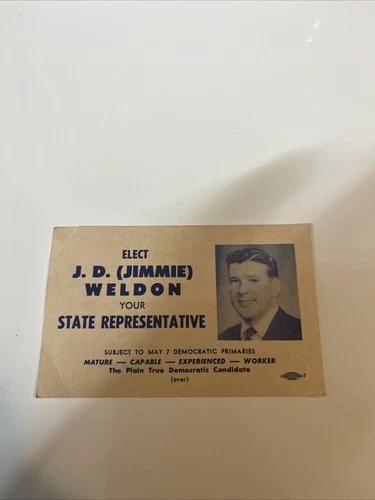 ELECT
J. D. (JIMMIE)
WELDON
YOUR
STATE REPRESENTATIVE
SUBJECT TO MAY 7 DEMOCRATIC PRIMARIES
MATURE — CAPABLE — EXPERIENCED — WORKER
The Plain True Democratic Candidate
(over)